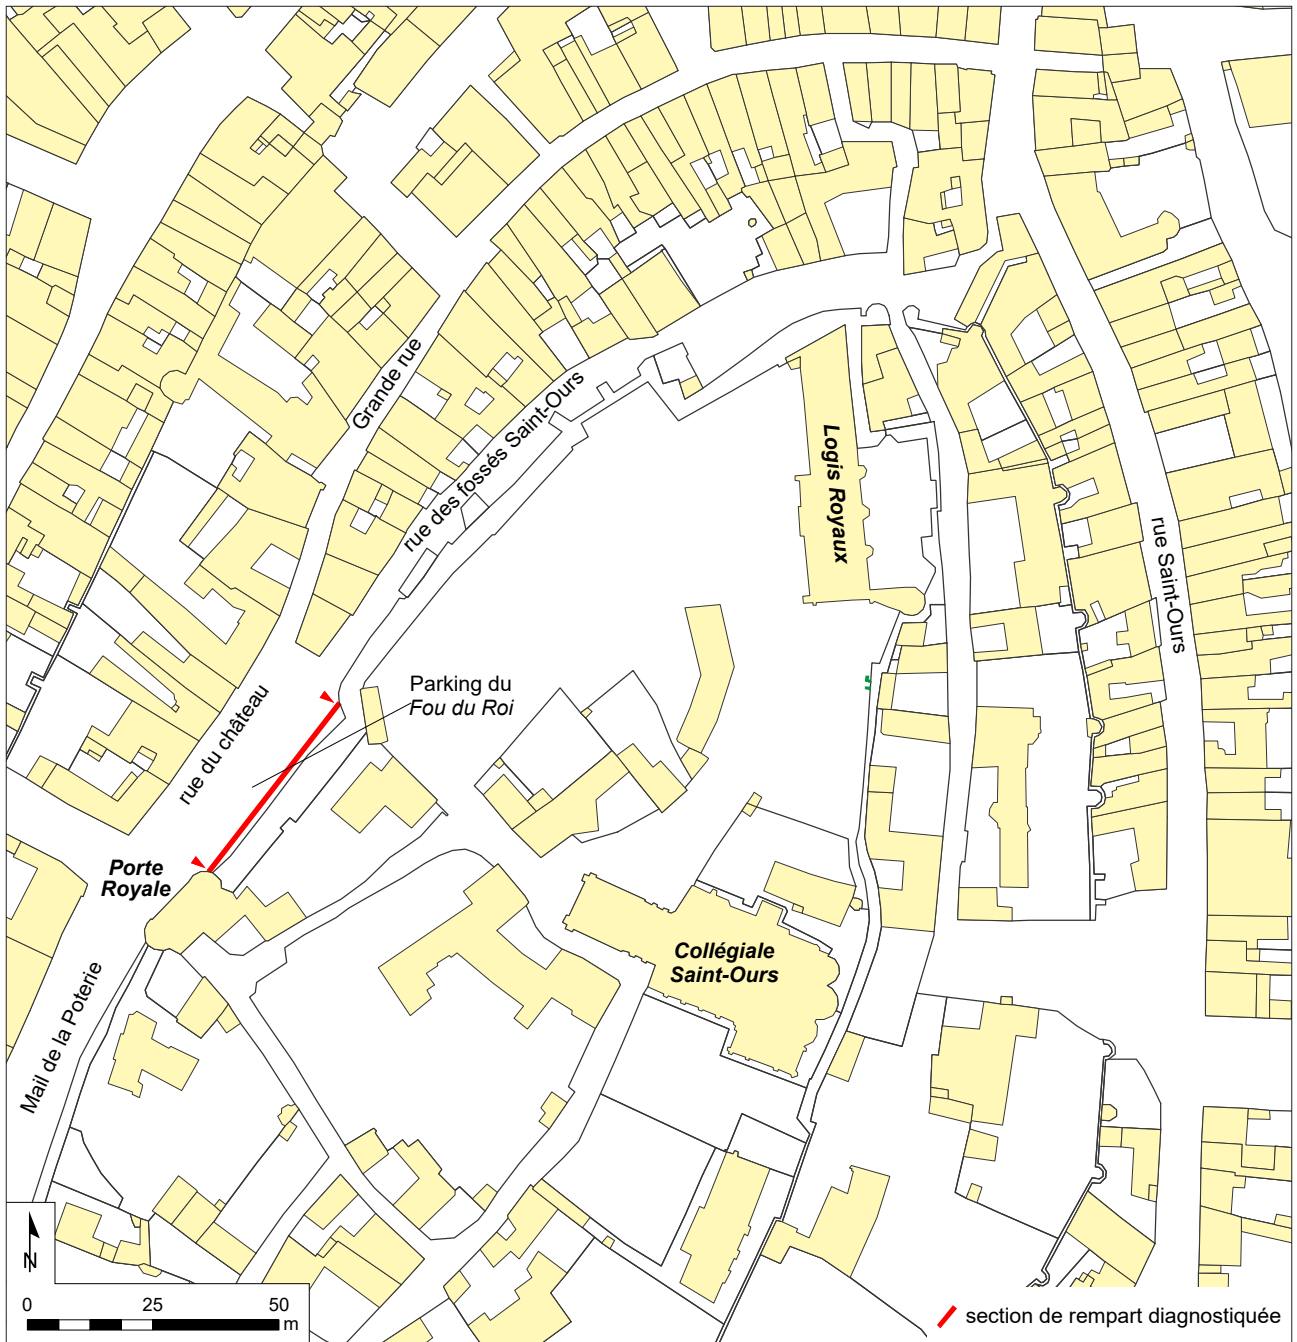 Grande rue
rue des fossés Saint-Ours
Logis Royaux
rue Saint-Ours
Parking du
Fou du Roi
rue du château
Porte
Royale
Collégiale
Saint-Ours
Mail de la Poterie
N
0 25 50
m
section de rempart diagnostiquée